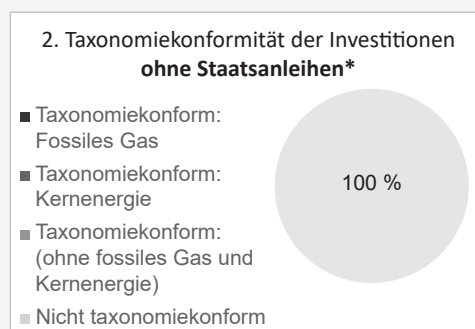 2. Taxonomiekonformität der Investitionen
ohne Staatsanleihen*
Taxonomiekonform:
Fossiles Gas
Taxonomiekonform:
Kernenergie
Taxonomiekonform:
(ohne fossiles Gas und
Kernenergie)
Nicht taxonomiekonform
100 %